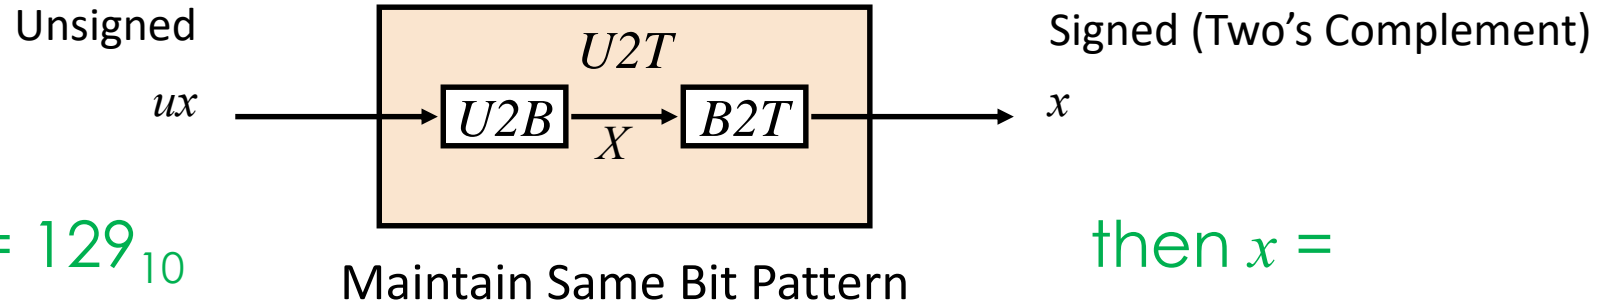 Unsigned
U2T
Signed (Two's Complement)
ux
U2B
X
B2T
x
= 129₁₀
Maintain Same Bit Pattern
then x =